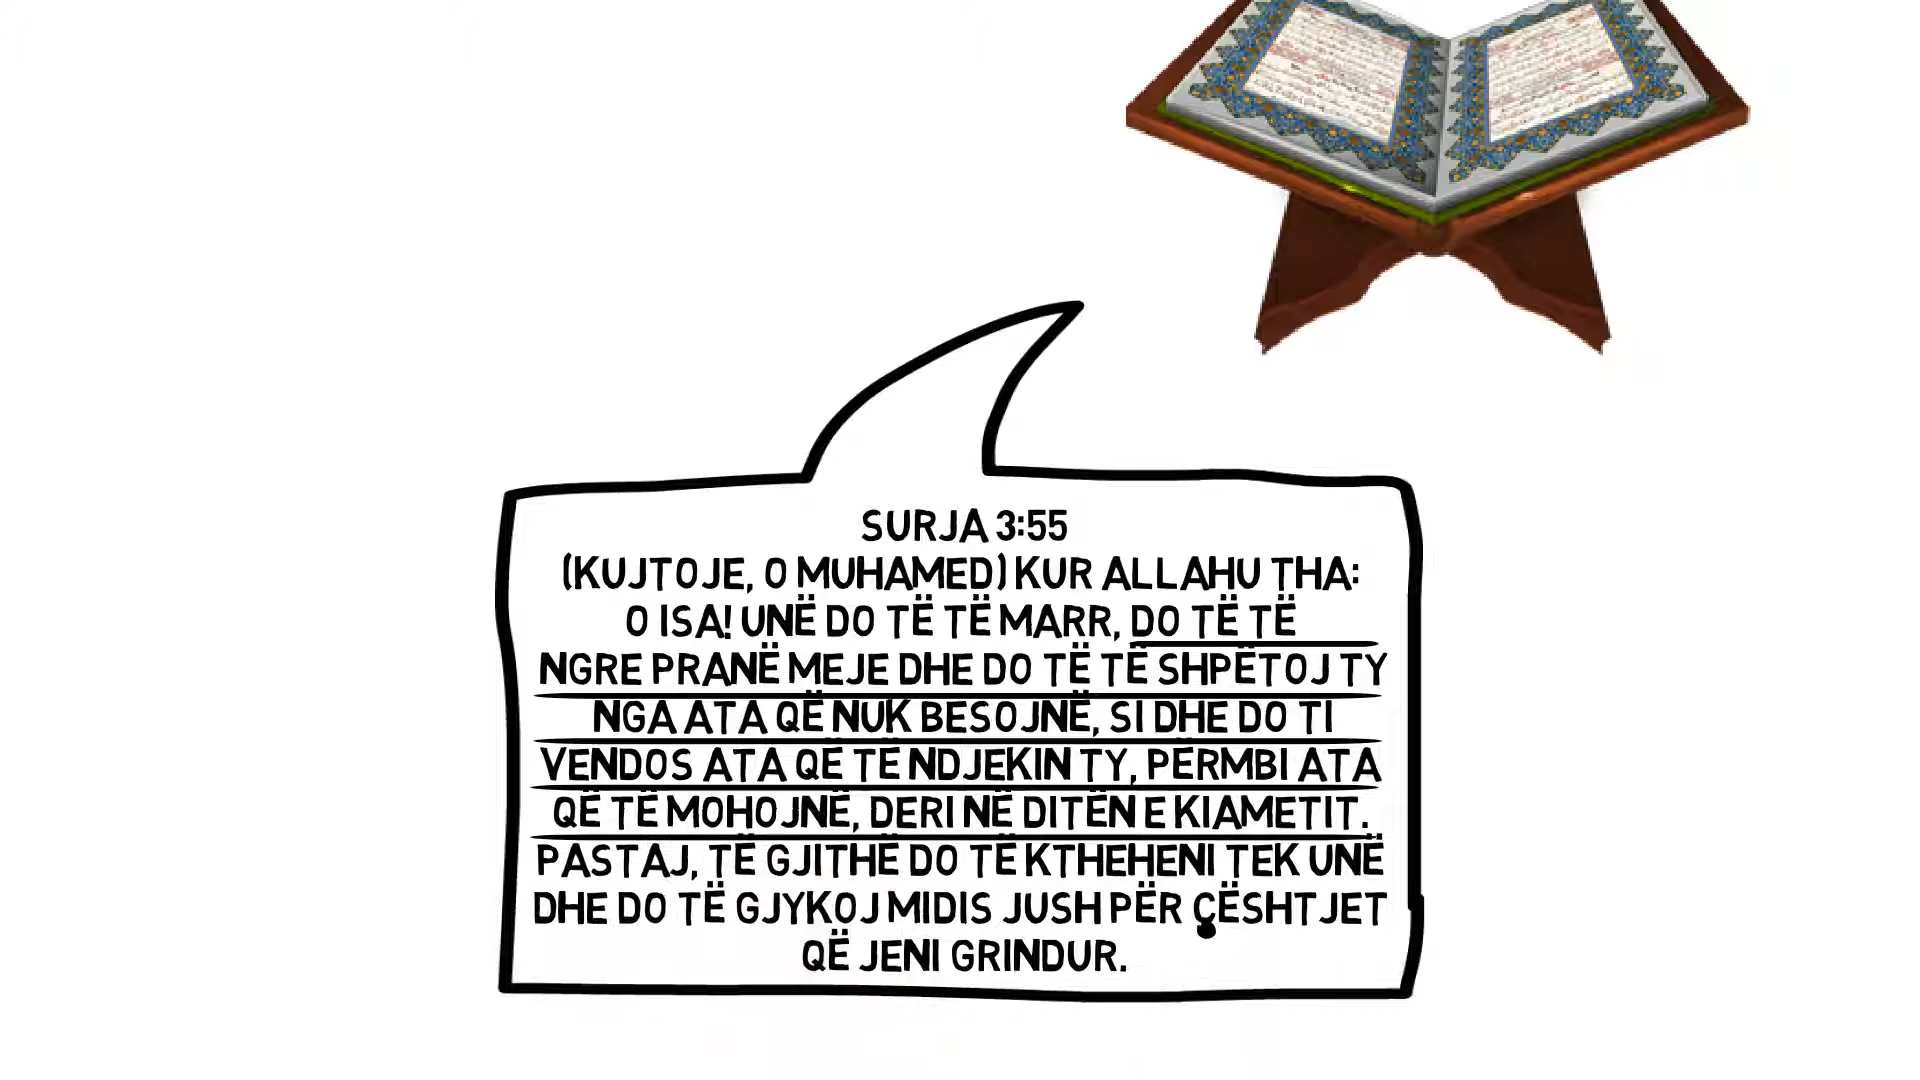 SURJA 3:55
(KUJTOJE, O MUHAMED) KUR ALLAHU THA:
O ISA! UNË DO TË TË MARR, DO TË TË
NGRE PRANË MEJE DHE DO TË TË SHPËTOJ TY
NGA ATA QË NUK BESOJNË, SI DHE DO TI
VENDOS ATA QË TË NDJEKIN TY, PËRMBI ATA
QË TË MOHOJNË, DERI NË DITËN E KIAMETIT.
PASTAJ, TË GJITHË DO TË KTHEHENI TEK UNË
DHE DO TË GJYKOJ MIDIS JUSH PËR ÇËSHTJET
QË JENI GRINDUR.